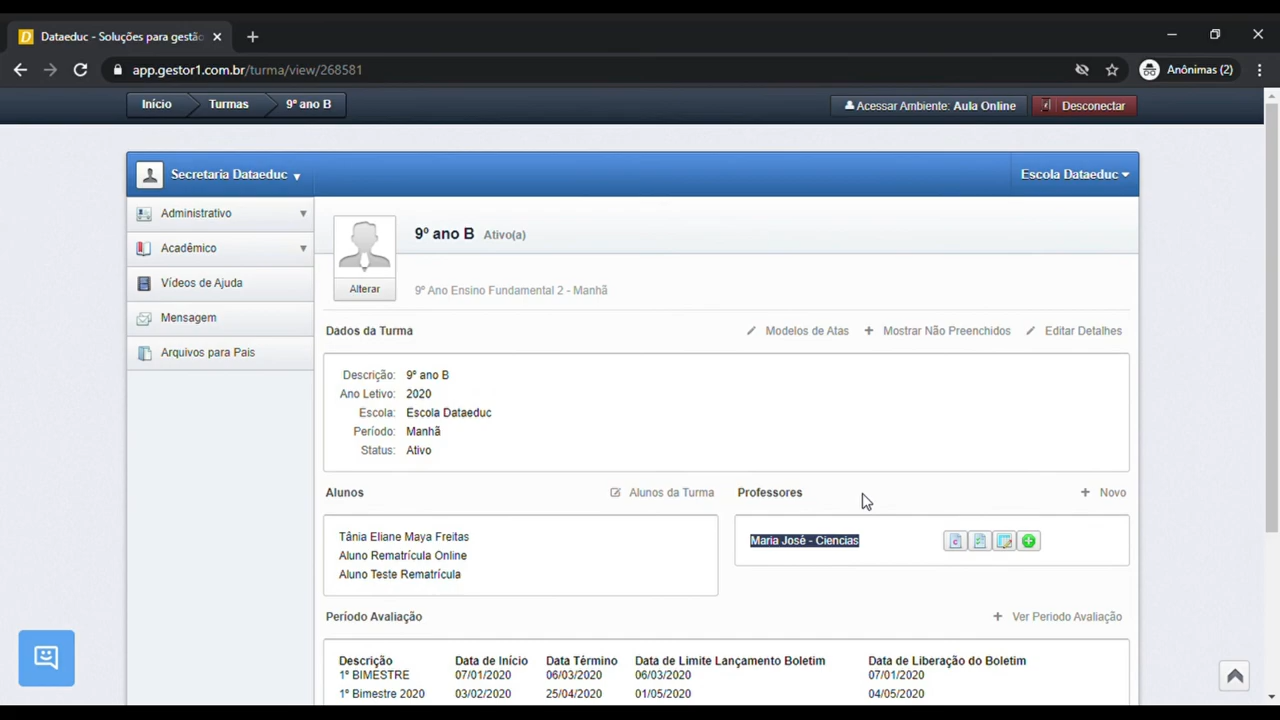 Dataeduc - Soluções para gestão
app.gestor1.com.br/turma/view/268581
Anônimas (2)
Início
Turmas
9º ano B
Acessar Ambiente: Aula Online
Desconectar
Secretaria Dataeduc
Escola Dataeduc
Administrativo
Acadêmico
Vídeos de Ajuda
Mensagem
Arquivos para Pais
9º ano B Ativo(a)
Alterar
9º Ano Ensino Fundamental 2 - Manhã
Dados da Turma
Modelos de Atas
Mostrar Não Preenchidos
Editar Detalhes
Descrição: 9º ano B
Ano Letivo: 2020
Escola: Escola Dataeduc
Período: Manhã
Status: Ativo
Alunos
Alunos da Turma
Tânia Eliane Maya Freitas
Aluno Rematrícula Online
Aluno Teste Rematrícula
Professores
Novo
Maria José - Ciencias
Período Avaliação
Ver Periodo Avaliação
Descrição Data de Início Data Término Data de Limite Lançamento Boletim Data de Liberação do Boletim
1º BIMESTRE 07/01/2020 06/03/2020 06/03/2020 07/01/2020
1º Bimestre 2020 03/02/2020 25/04/2020 01/05/2020 04/05/2020